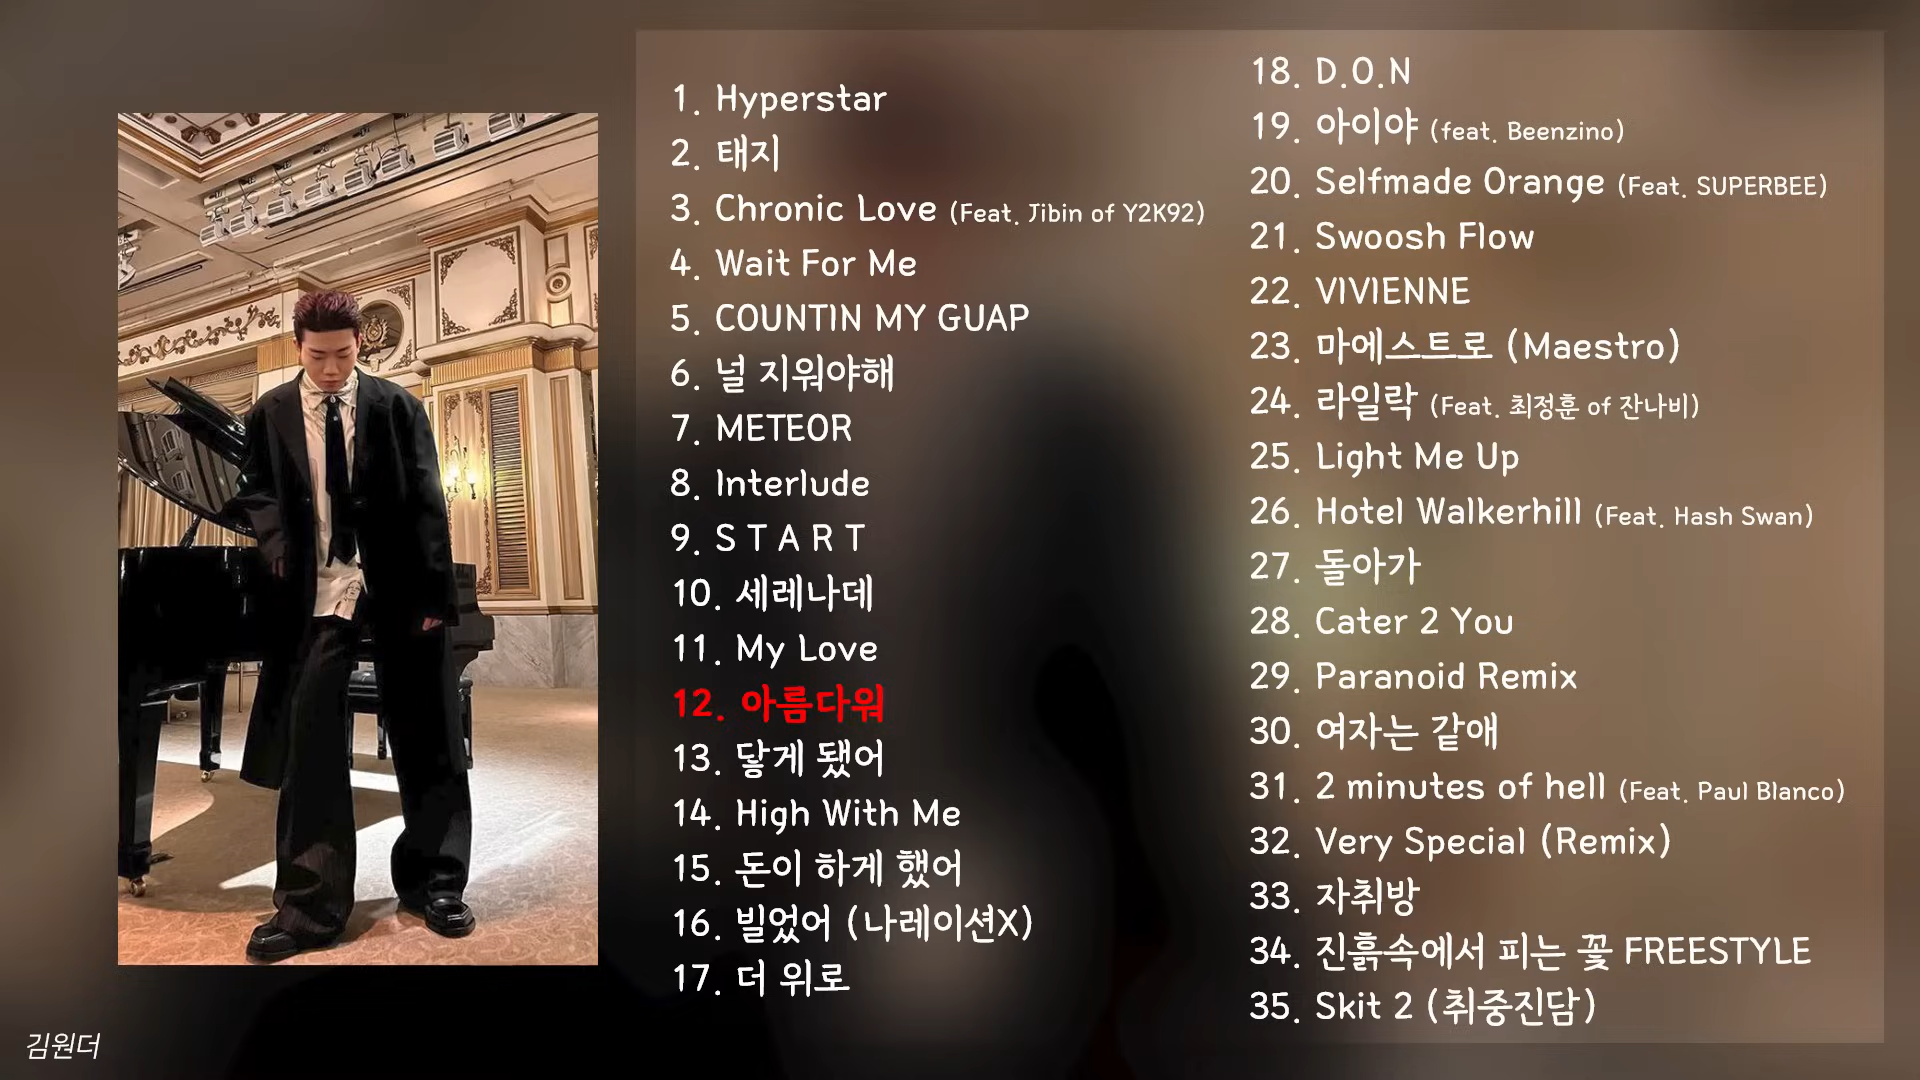 1. Hyperstar
2. 태지
3. Chronic Love (Feat. Jibin of Y2K92)
4. Wait For Me
5. COUNTIN MY GUAP
6. 널 지워야해
7. METEOR
8. Interlude
9. S T A R T
10. 세레나데
11. My Love
12. 아름다워
13. 닿게 됐어
14. High With Me
15. 돈이 하게 했어
16. 빌었어 (나레이션X)
17. 더 위로
18. D.O.N
19. 아이야 (feat. Beenzino)
20. Selfmade Orange (Feat. SUPERBEE)
21. Swoosh Flow
22. VIVIENNE
23. 마에스트로 (Maestro)
24. 라일락 (Feat. 최정훈 of 잔나비)
25. Light Me Up
26. Hotel Walkerhill (Feat. Hash Swan)
27. 돌아가
28. Cater 2 You
29. Paranoid Remix
30. 여자는 같애
31. 2 minutes of hell (Feat. Paul Blanco)
32. Very Special (Remix)
33. 자취방
34. 진흙속에서 피는 꽃 FREESTYLE
35. Skit 2 (취중진담)
김원더